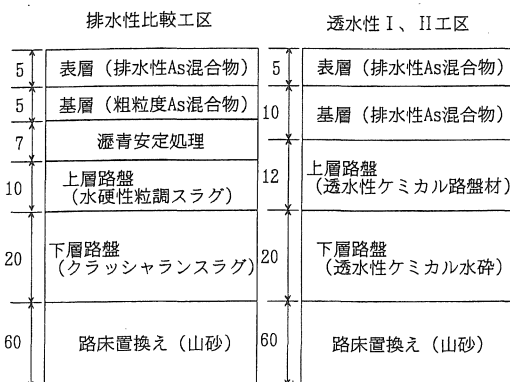 排水性比較工区
5
表層（排水性As混合物）
5
基層（粗粒度As混合物）
7
瀝青安定処理
10
上層路盤
（水硬性粒調スラグ）
20
下層路盤
（クラッシャランスラグ）
60
路床置換え（山砂）
透水性Ⅰ、Ⅱ工区
5
表層（排水性As混合物）
10
基層（排水性As混合物）
12
上層路盤
（透水性ケミカル路盤材）
20
下層路盤
（透水性ケミカル水砕）
60
路床置換え（山砂）